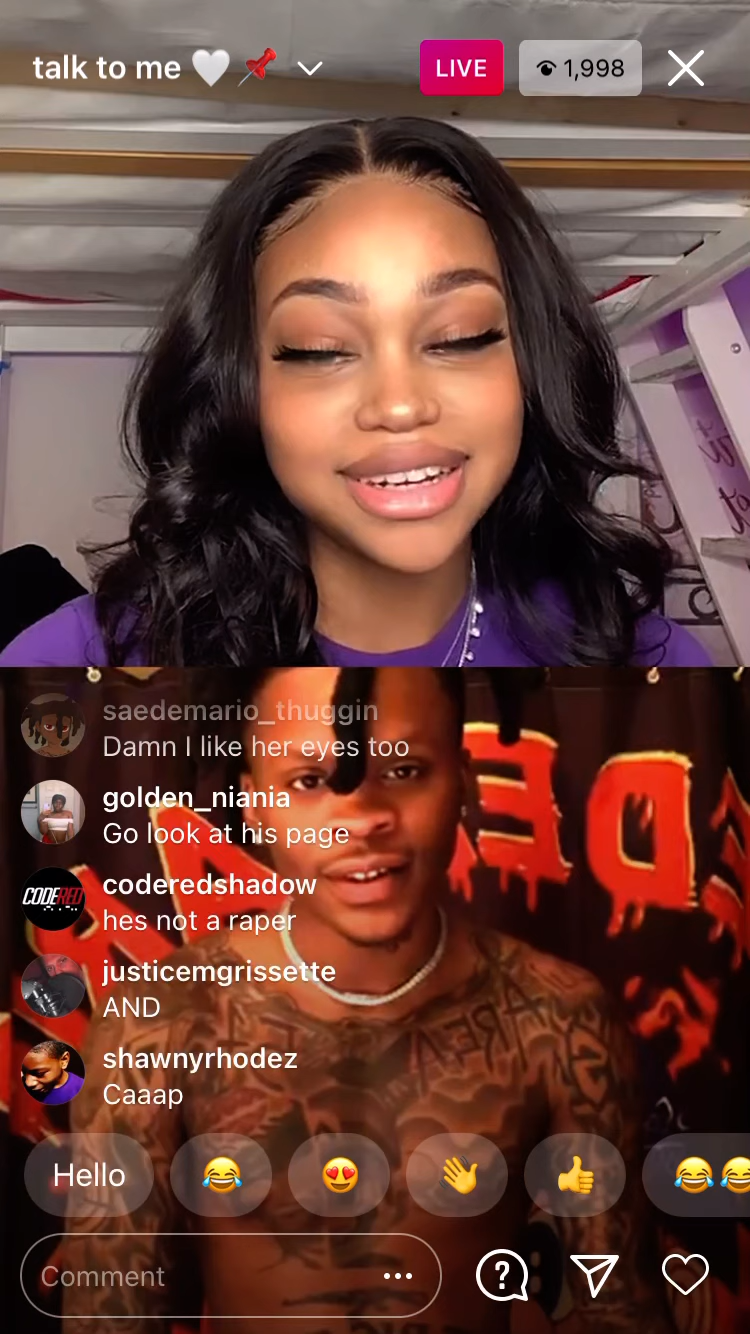 talk to me 🤍📌
LIVE
1,998
saedemario_thuggin
Damn I like her eyes too
golden_niania
Go look at his page
coderedshadow
CODERED
hes not a raper
justicemgrissette
AND
shawnyrhodez
Caaap
Hello 😂 😍 👋 👍 😂😂
Comment